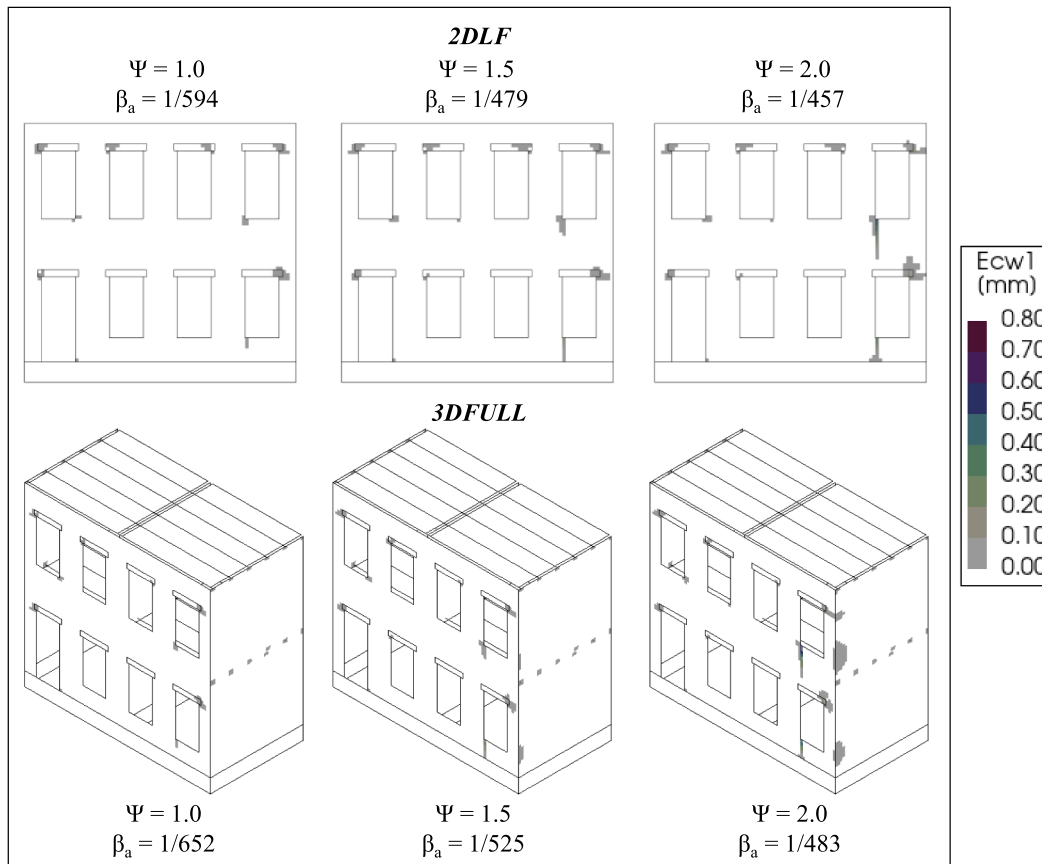 2DLF
Ψ = 1.0
βa = 1/594
Ψ = 1.5
βa = 1/479
Ψ = 2.0
βa = 1/457
Ecw1
(mm)
0.80
0.70
0.60
0.50
0.40
0.30
0.20
0.10
0.00
3DFULL
Ψ = 1.0
βa = 1/652
Ψ = 1.5
βa = 1/525
Ψ = 2.0
βa = 1/483